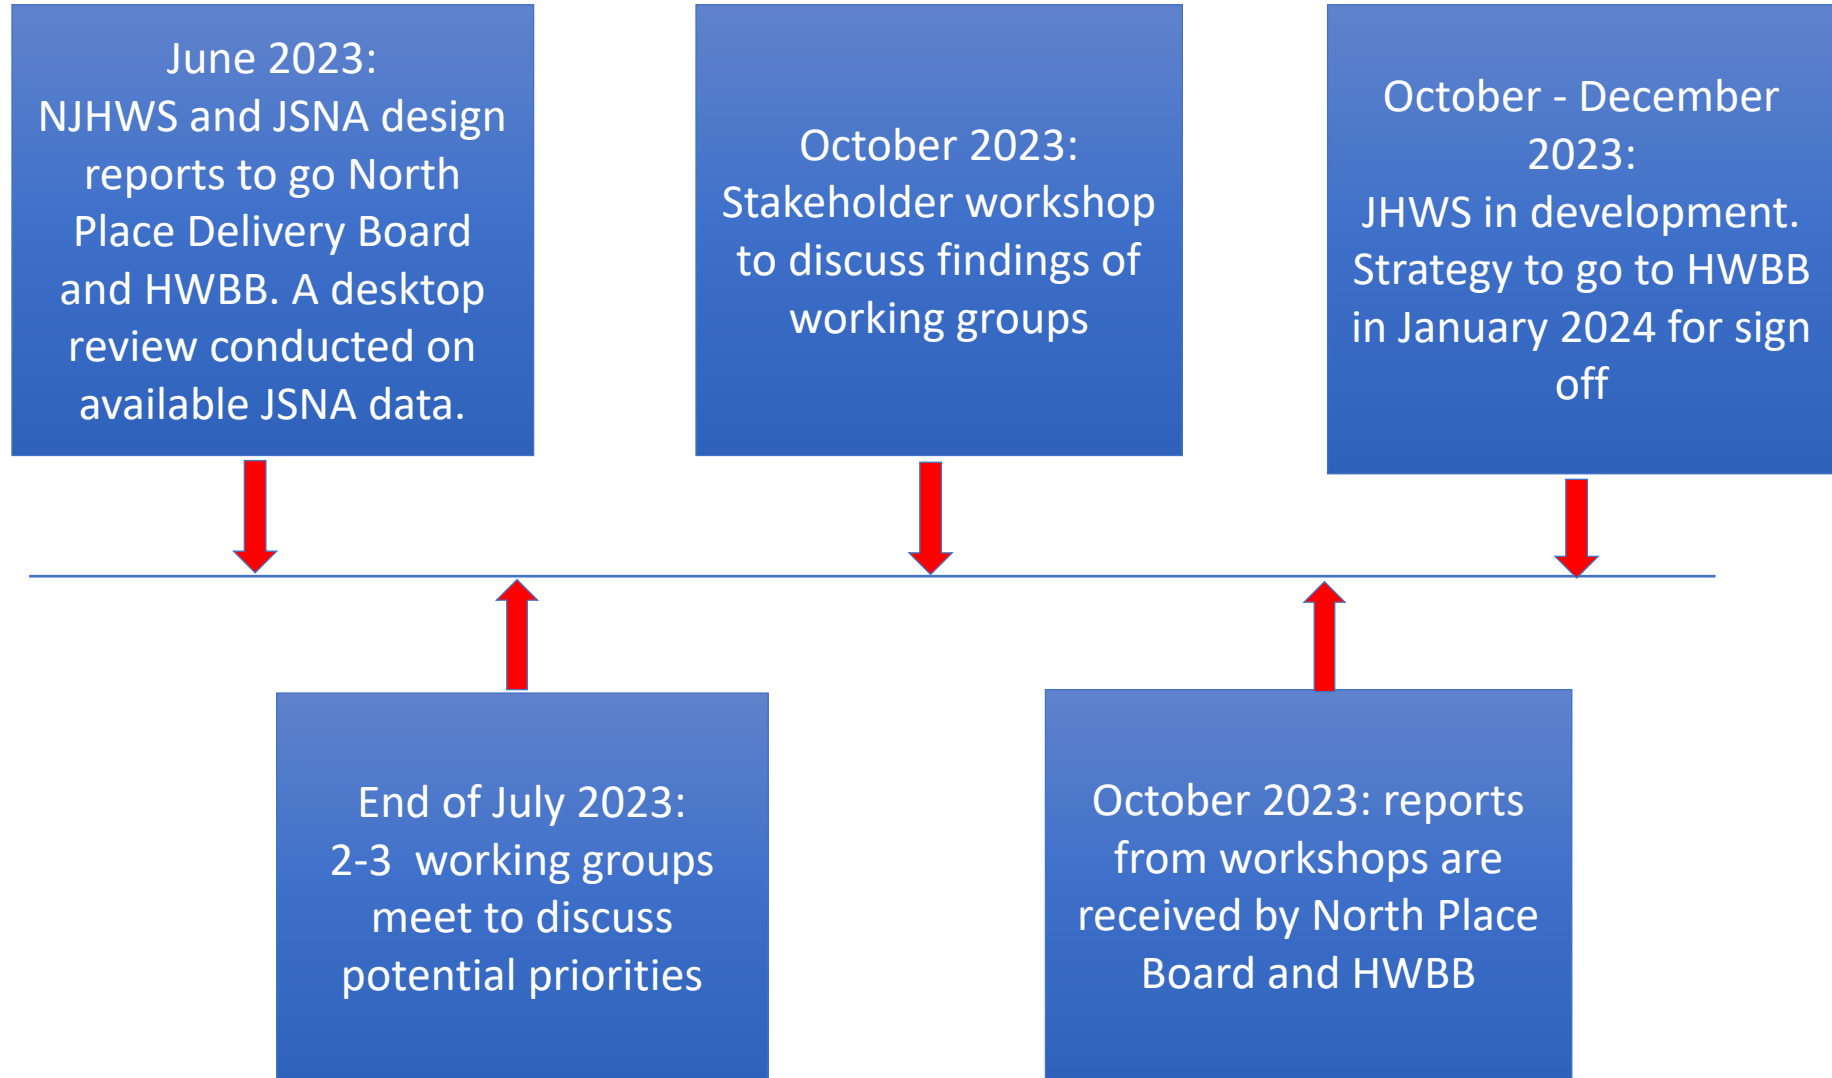 June 2023:
NJHWS and JSNA design
reports to go North
Place Delivery Board
and HWBB. A desktop
review conducted on
available JSNA data.
End of July 2023:
2-3  working groups
meet to discuss
potential priorities
October 2023:
Stakeholder workshop
to discuss findings of
working groups
October 2023: reports
from workshops are
received by North Place
Board and HWBB
October - December
2023:
JHWS in development.
Strategy to go to HWBB
in January 2024 for sign
off